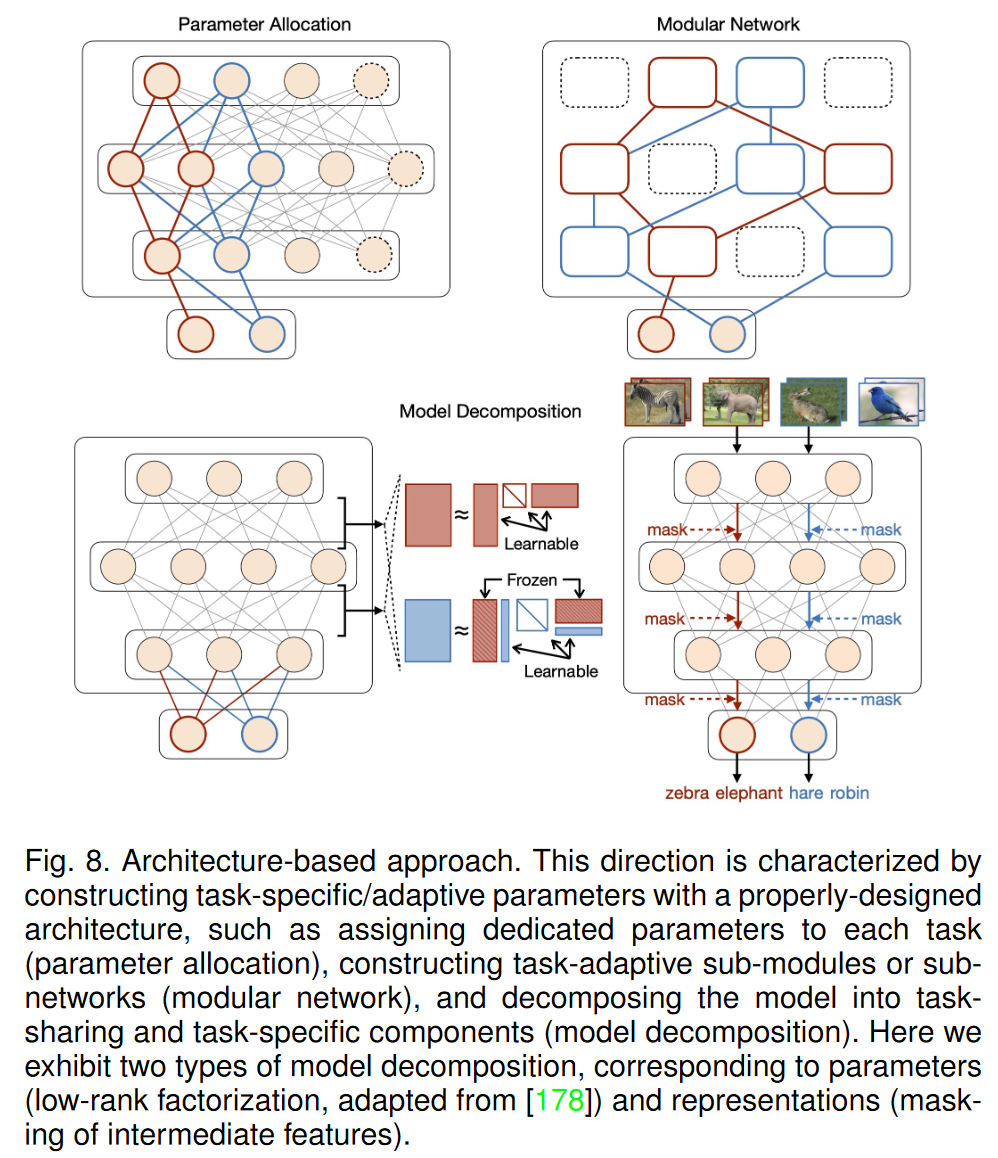 Parameter Allocation
Modular Network
Model Decomposition
≈
Learnable
Frozen
≈
Learnable
mask
mask
mask
mask
mask
mask
zebra elephant hare robin
Fig. 8. Architecture-based approach. This direction is characterized by
constructing task-specific/adaptive parameters with a properly-designed
architecture, such as assigning dedicated parameters to each task
(parameter allocation), constructing task-adaptive sub-modules or sub-
networks (modular network), and decomposing the model into task-
sharing and task-specific components (model decomposition). Here we
exhibit two types of model decomposition, corresponding to parameters
(low-rank factorization, adapted from [178]) and representations (mask-
ing of intermediate features).